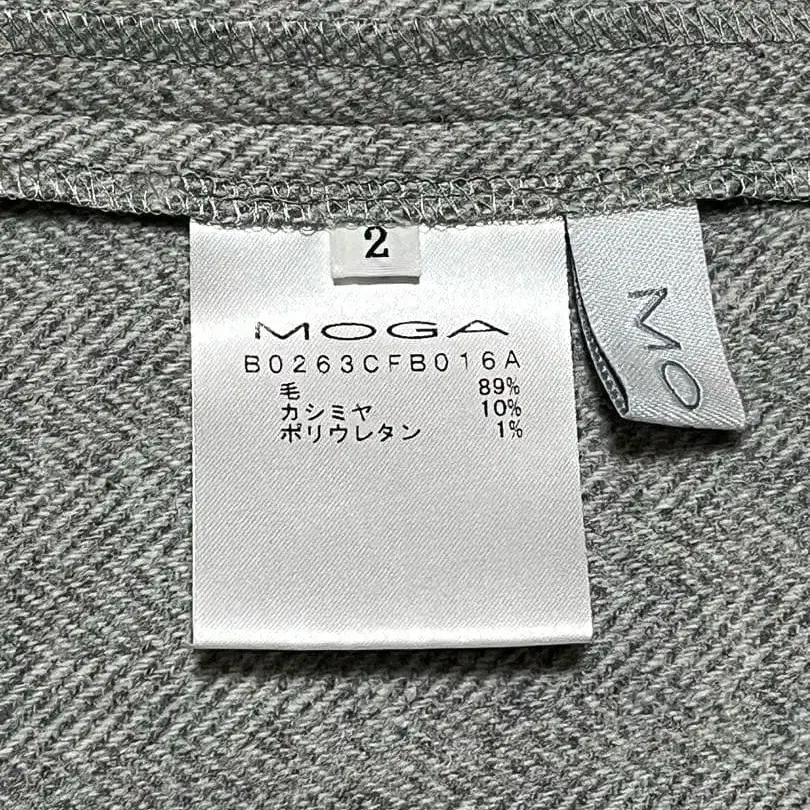 2
MOGA
B0263CFB016A
毛 89%
カシミヤ 10%
ポリウレタン 1%
MO